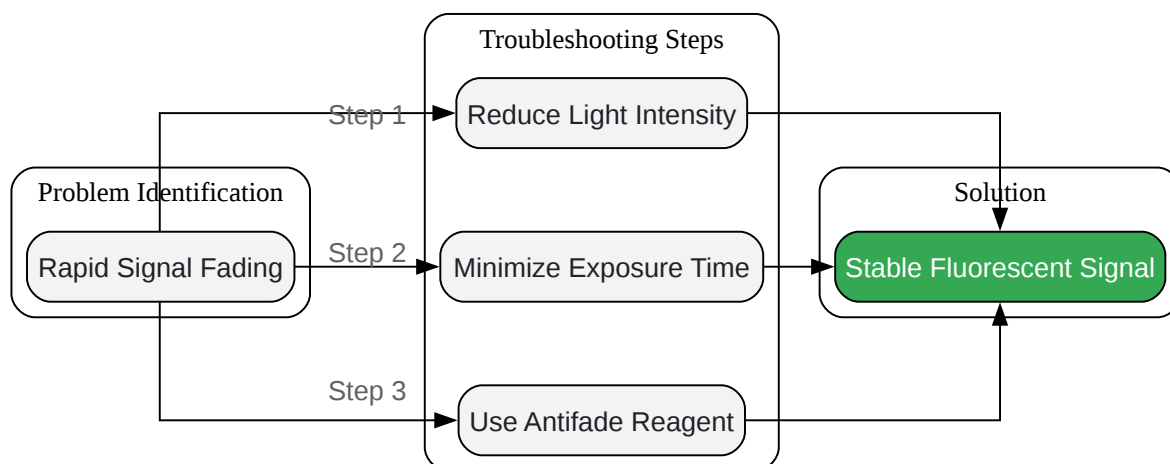 Troubleshooting Steps
Step 1
Reduce Light Intensity
Problem Identification
Solution
Rapid Signal Fading
Step 2
Minimize Exposure Time
Stable Fluorescent Signal
Step 3
Use Antifade Reagent